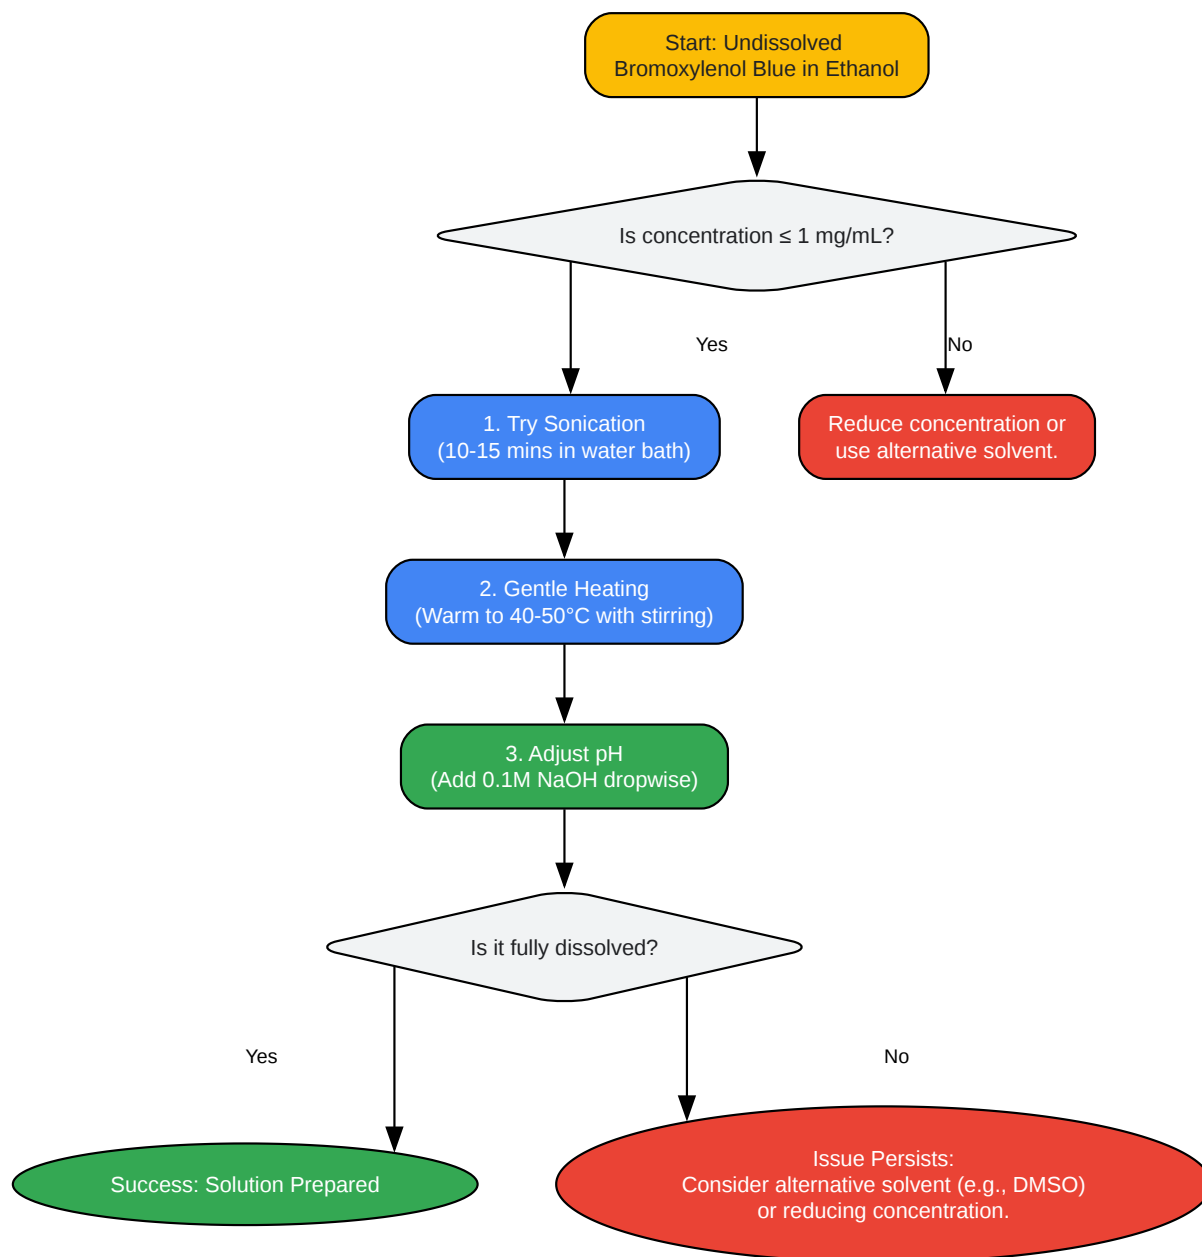 Start: Undissolved
Bromoxylenol Blue in Ethanol
Is concentration ≤ 1 mg/mL?
Yes
No
1. Try Sonication
(10-15 mins in water bath)
Reduce concentration or
use alternative solvent.
2. Gentle Heating
(Warm to 40-50°C with stirring)
3. Adjust pH
(Add 0.1M NaOH dropwise)
Is it fully dissolved?
Yes
No
Success: Solution Prepared
Issue Persists:
Consider alternative solvent (e.g., DMSO)
or reducing concentration.